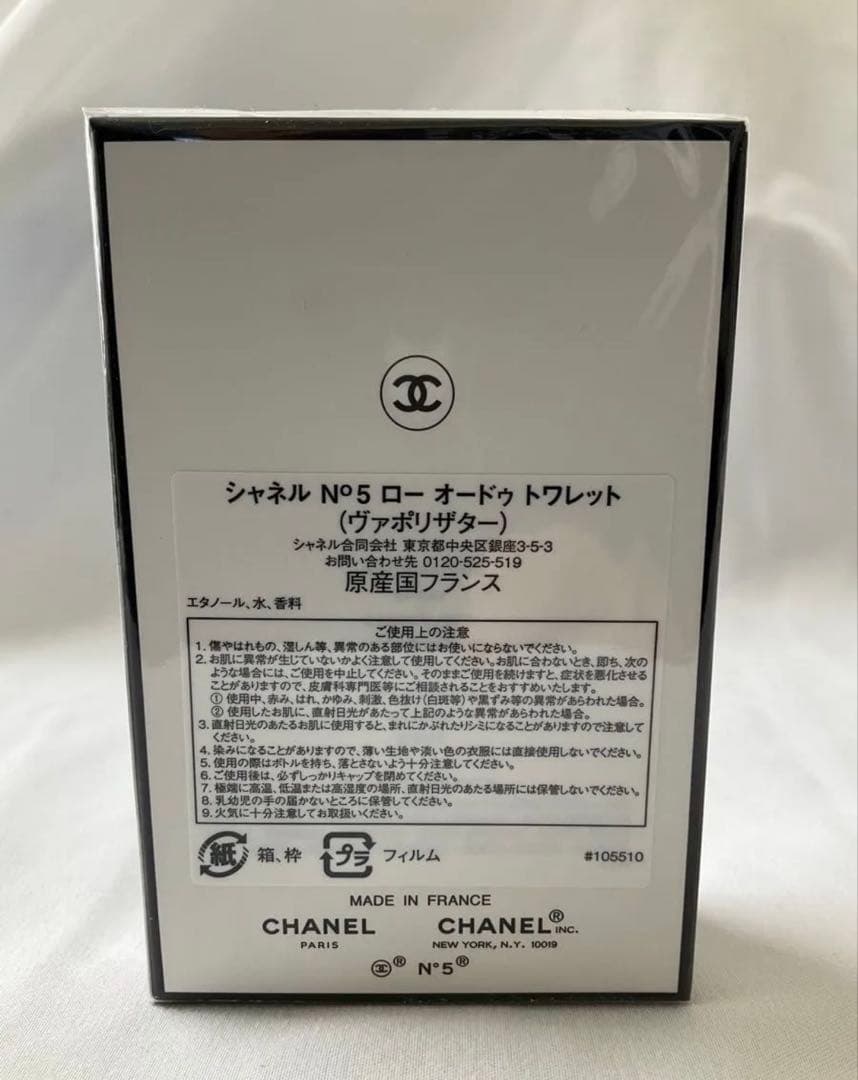 シャネル Nº5 ロー オードゥ トワレット
(ヴァポリザター)
シャネル合同会社 東京都中央区銀座3-5-3
お問い合わせ先 0120-525-519
原産国フランス
エタノール、水、香料
ご使用上の注意
1. 傷やはれもの、湿しん等、異常のある部位にはお使いにならないでください。
2. お肌に異常が生じていないかよく注意して使用してください。お肌に合わないとき、即ち、次の
ような場合には、ご使用を中止してください。そのままご使用を続けますと、症状を悪化させる
ことがありますので、皮膚科専門医等にご相談されることをおすすめいたします。
① 使用中、赤み、はれ、かゆみ、刺激、色抜け(白斑等)や黒ずみ等の異常があらわれた場合。
② 使用したお肌に、直射日光があたって上記のような異常があらわれた場合。
3. 直射日光のあたるお肌に使用すると、まれにかぶれたりシミになることがありますので注意して
ください。
4. 染みになることがありますので、薄い生地や淡い色の衣服には直接使用しないでください。
5. 使用の際はボトルを持ち、落とさないよう十分注意してください。
6. ご使用後は、必ずしっかりキャップを閉めてください。
7. 極端に高温、低温または高湿度の場所、直射日光のあたる場所には保管しないでください。
8. 乳幼児の手の届かないところに保管してください。
9. 火気に十分注意してお取扱いください。
紙 箱、枠 プラ フィルム #105510
MADE IN FRANCE
CHANEL CHANEL® INC.
PARIS NEW YORK, N.Y. 10019
® N°5®